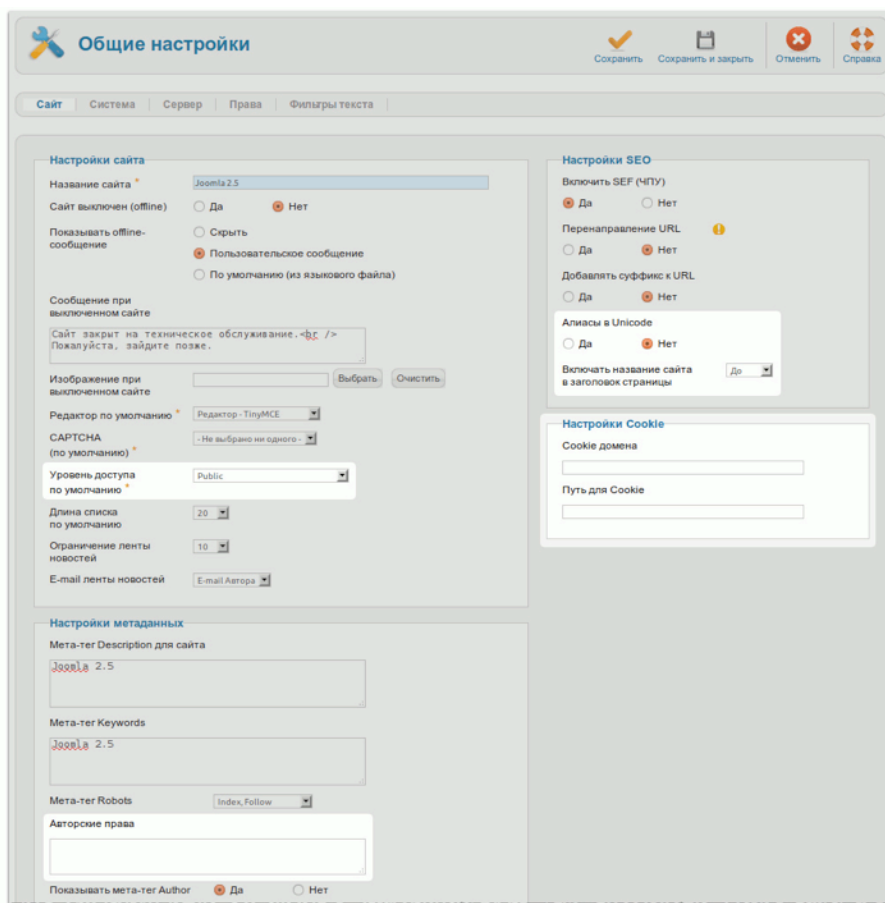 Общие настройки
Сохранить
Сохранить и закрыть
Отменить
Справка
Сайт
Система
Сервер
Права
Фильтры текста
Настройки сайта
Название сайта *
Joomla 2.5
Сайт выключен (offline)
Да
Нет
Показывать offline-
сообщение
Скрыть
Пользовательское сообщение
По умолчанию (из языкового файла)
Сообщение при
выключенном сайте
Сайт закрыт на техническое обслуживание.<br />
Пожалуйста, зайдите позже.
Изображение при
выключенном сайте
Выбрать
Очистить
Редактор по умолчанию *
Редактор - TinyMCE
CAPTCHA
(по умолчанию) *
- Не выбрано ни одного -
Уровень доступа
по умолчанию *
Public
Длина списка
по умолчанию
20
Ограничение ленты
новостей
10
E-mail ленты новостей
E-mail Автора
Настройки метаданных
Мета-тег Description для сайта
Joomla 2.5
Мета-тег Keywords
Joomla 2.5
Мета-тег Robots
Index, Follow
Авторские права
Показывать мета-тег Author
Да
Нет
Настройки SEO
Включить SEF (ЧПУ)
Да
Нет
Перенаправление URL
Да
Нет
Добавлять суффикс к URL
Да
Нет
Алиасы в Unicode
Да
Нет
Включать название сайта
в заголовок страницы
До
Настройки Cookie
Cookie домена
Путь для Cookie